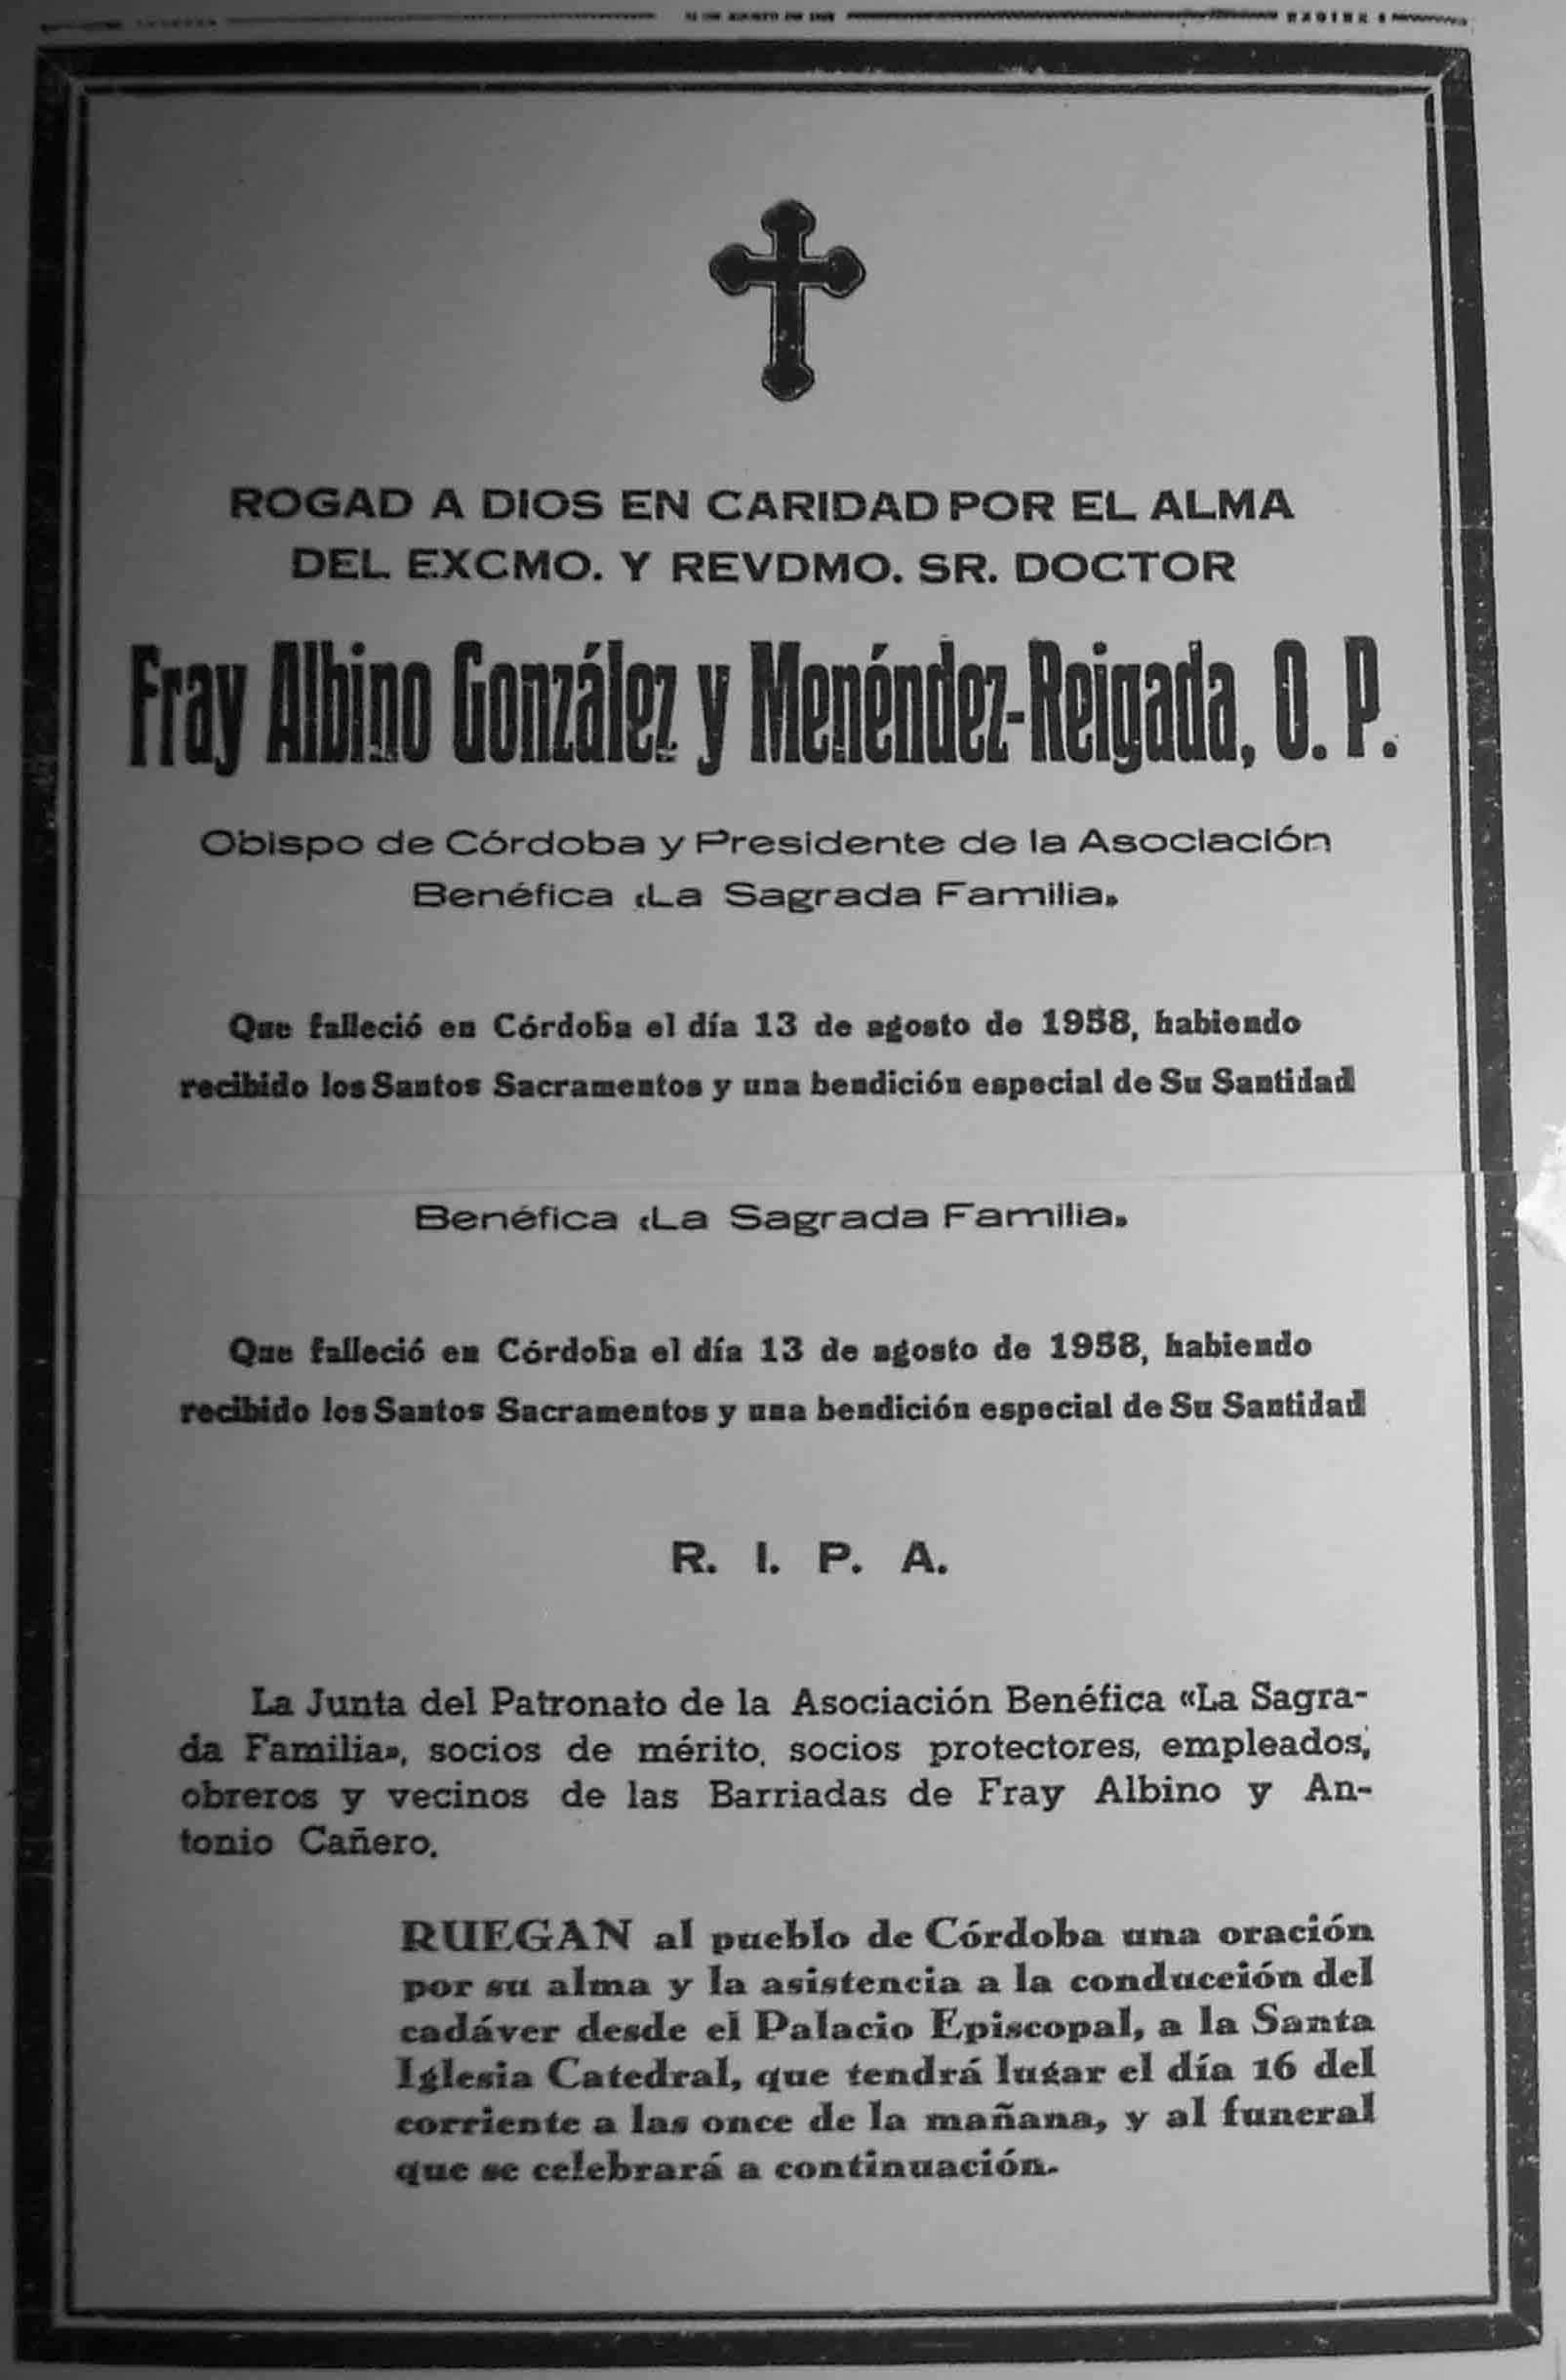 ROGAD A DIOS EN CARIDAD POR EL ALMA
DEL EXCMO. Y REVDMO. SR. DOCTOR
Fray Albino González y Menéndez-Reigada, O. P.
Obispo de Córdoba y Presidente de la Asociación
Benéfica «La Sagrada Familia»
Que falleció en Córdoba el día 13 de agosto de 1958, habiendo
recibido los Santos Sacramentos y una bendición especial de Su Santidad
Benéfica «La Sagrada Familia»
Que falleció en Córdoba el día 13 de agosto de 1958, habiendo
recibido los Santos Sacramentos y una bendición especial de Su Santidad
R. I. P. A.
La Junta del Patronato de la Asociación Benéfica «La Sagra-
da Familia», socios de mérito, socios protectores, empleados,
obreros y vecinos de las Barriadas de Fray Albino y An-
tonio Cañero.
RUEGAN al pueblo de Córdoba una oración
por su alma y la asistencia a la conducción del
cadáver desde el Palacio Episcopal, a la Santa
Iglesia Catedral, que tendrá lugar el día 16 del
corriente a las once de la mañana, y al funeral
que se celebrará a continuación.